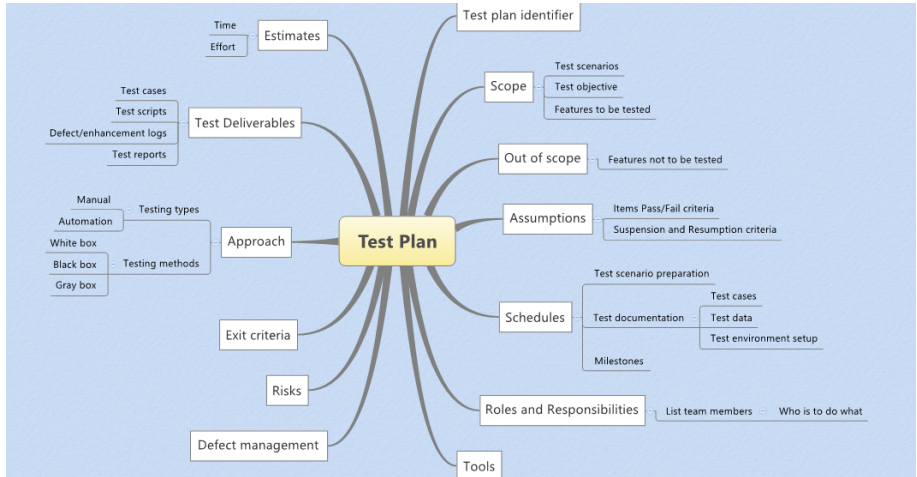 Test Plan
Test plan identifier
Scope
Test scenarios
Test objective
Features to be tested
Out of scope
Features not to be tested
Assumptions
Items Pass/Fail criteria
Suspension and Resumption criteria
Schedules
Test scenario preparation
Test documentation
Test cases
Test data
Test environment setup
Milestones
Roles and Responsibilities
List team members
Who is to do what
Tools
Estimates
Time
Effort
Test Deliverables
Test cases
Test scripts
Defect/enhancement logs
Test reports
Approach
Testing types
Manual
Automation
Testing methods
White box
Black box
Gray box
Exit criteria
Risks
Defect management